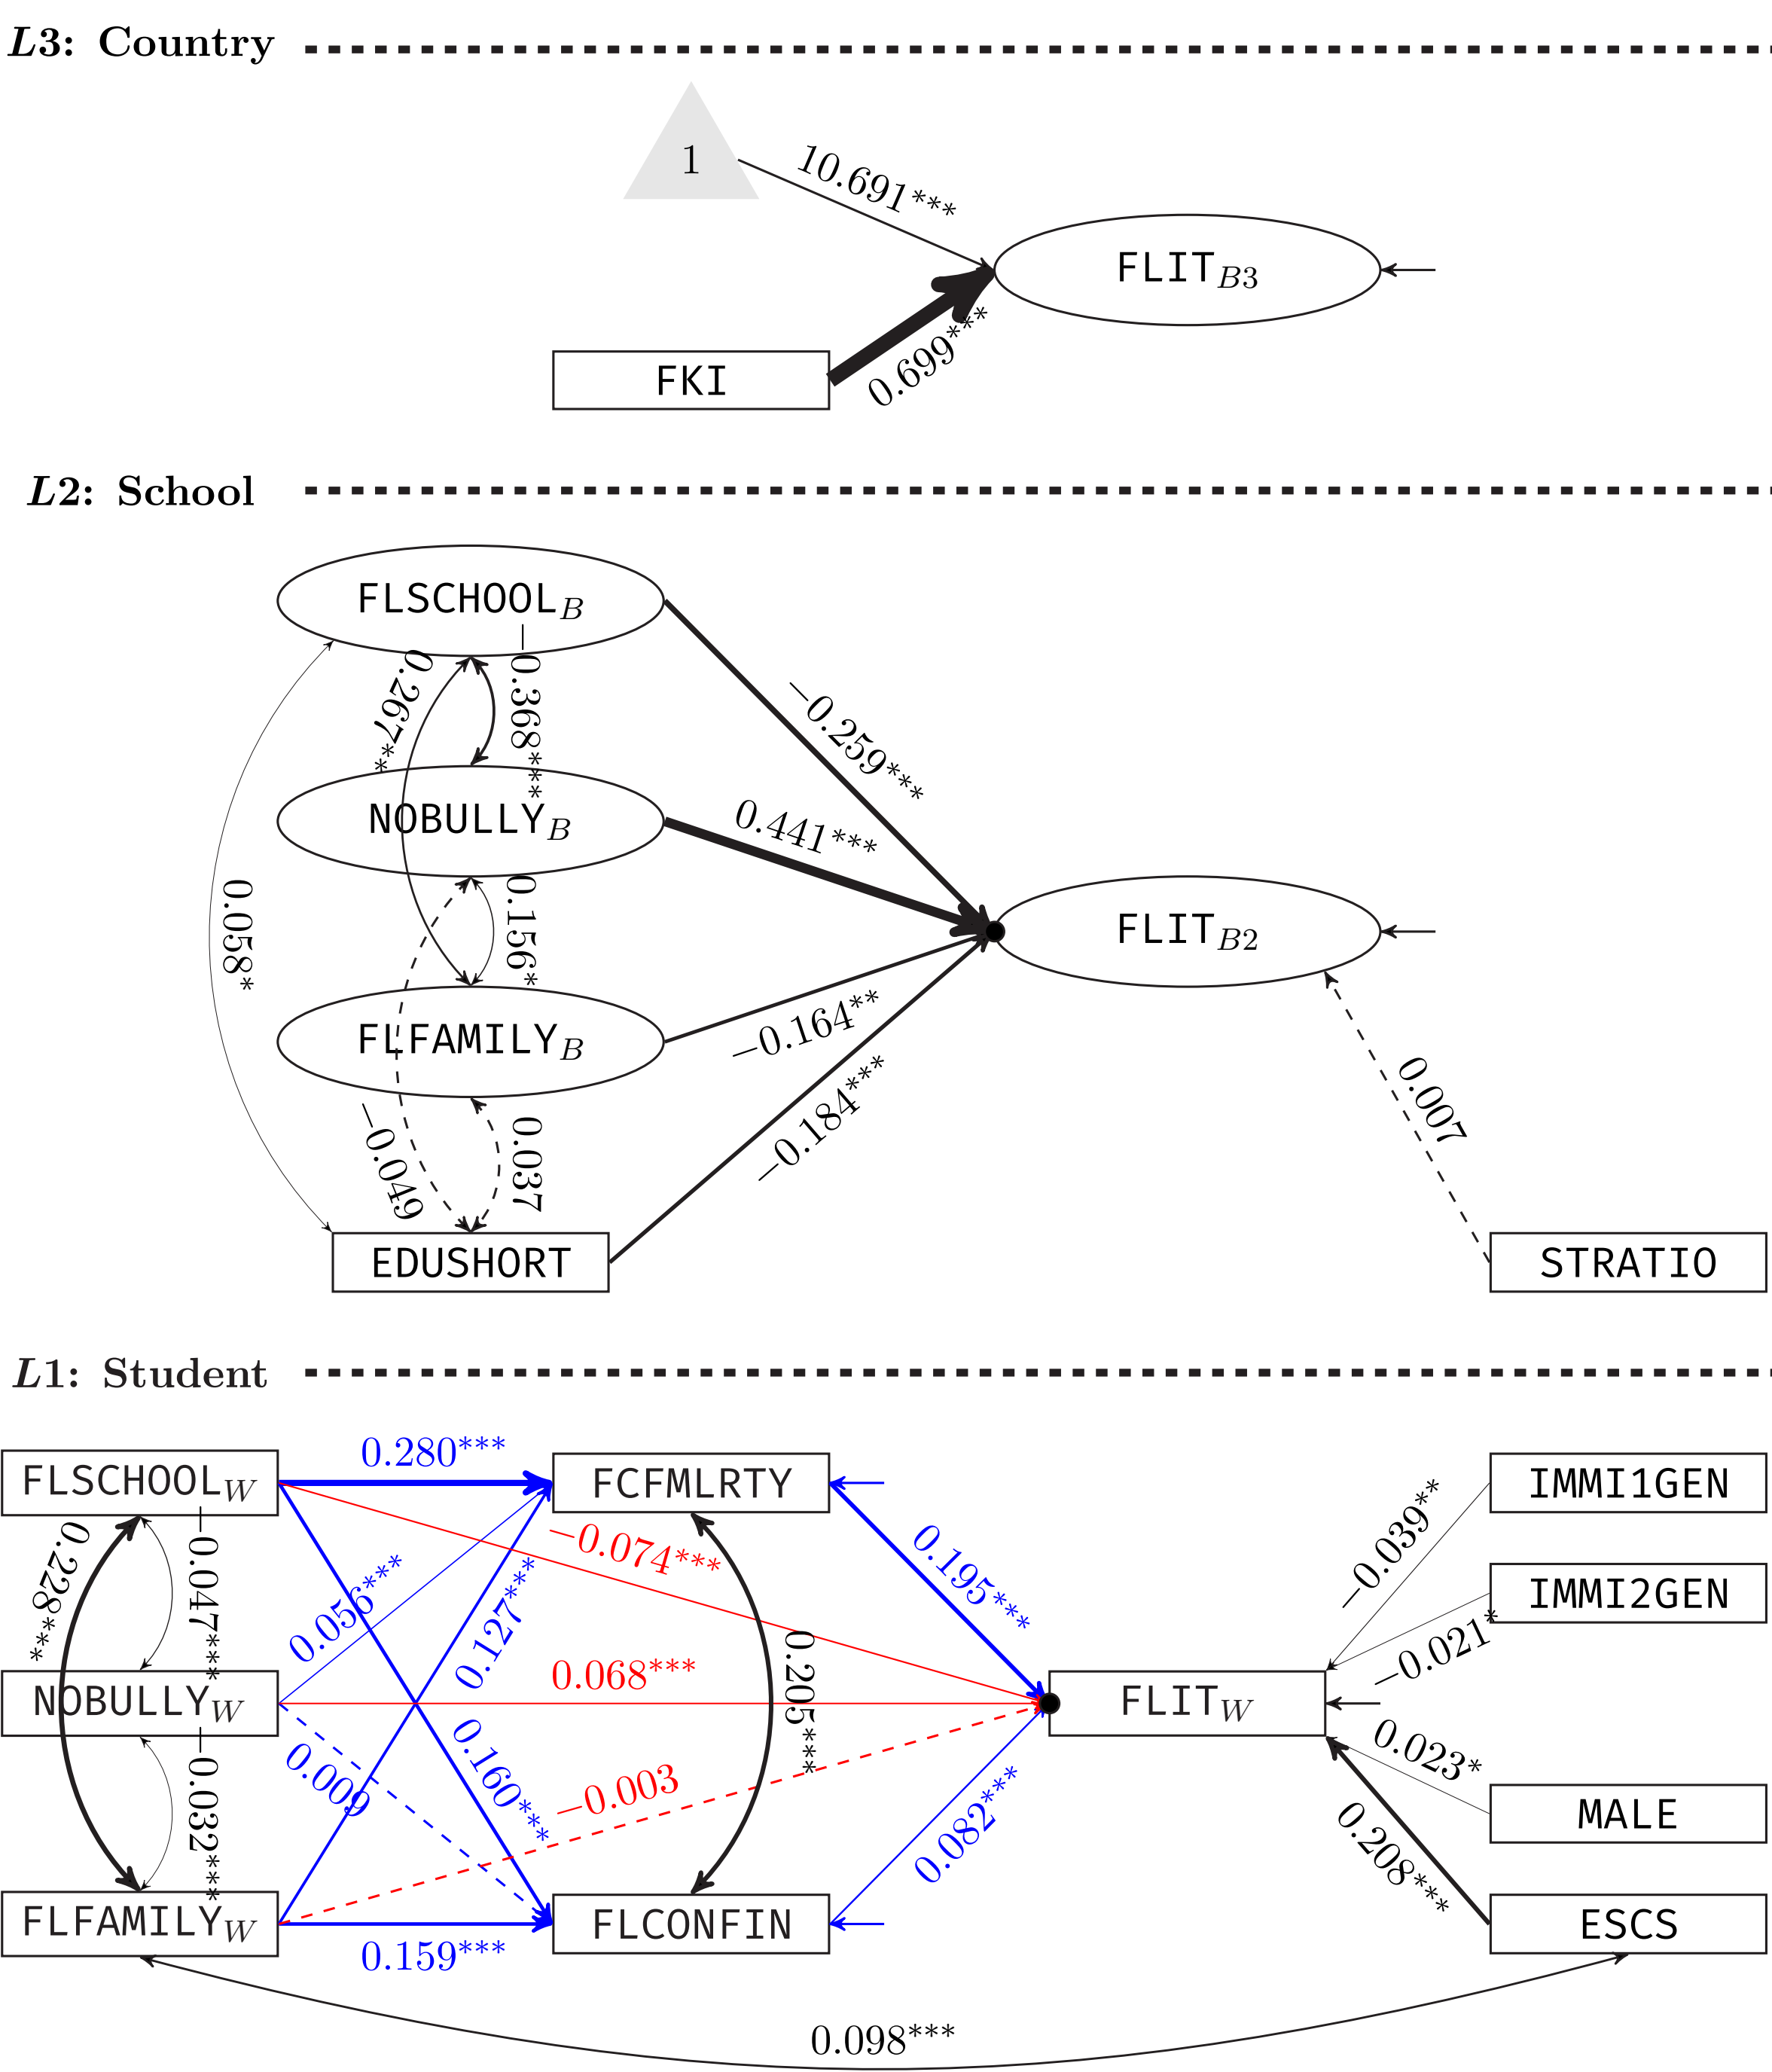 L3: Country
1
10.691***
FLIT_B3
0.699***
FKI
L2: School
FLSCHOOL_B
0.267**
−0.368***
−0.259***
NOBULLY_B
0.441***
0.058*
0.156*
FLIT_B2
FLFAMILY_B
−0.164**
−0.184***
0.007
−0.049
0.037
EDUSHORT
STRATIO
L1: Student
FLSCHOOL_W
0.280***
FCFMLRTY
IMMI1GEN
0.228***
−0.047***
0.056***
0.127***
−0.074***
0.195***
−0.039**
IMMI2GEN
−0.021*
0.068***
0.205***
NOBULLY_W
FLIT_W
−0.032***
0.009
0.160***
−0.003
0.082***
0.023*
MALE
0.208***
FLFAMILY_W
0.159***
FLCONFIN
ESCS
0.098***